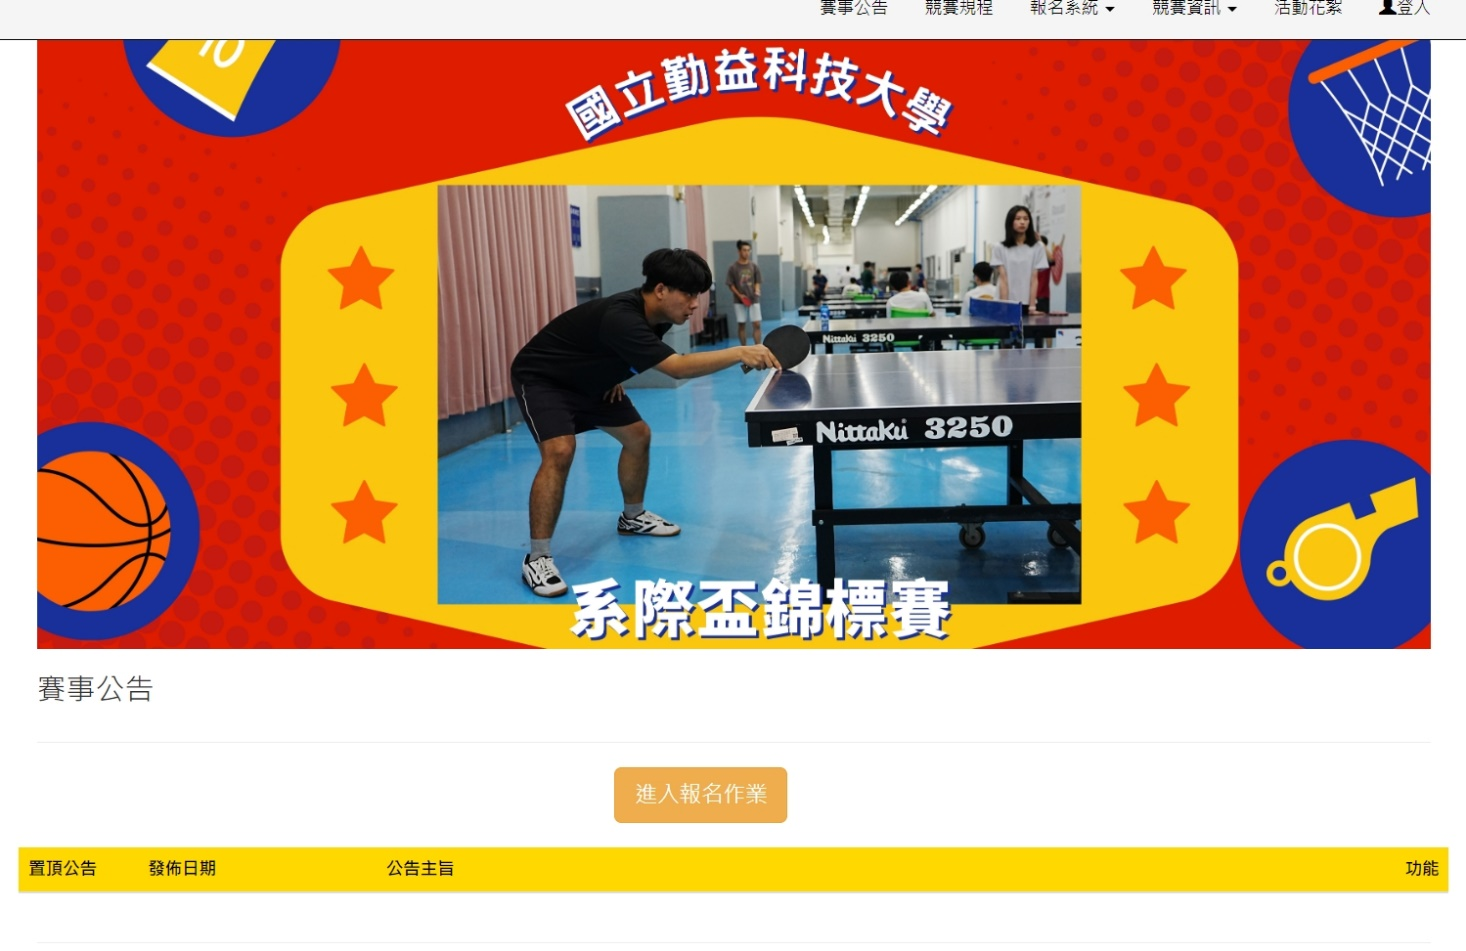 賽事公告 競賽規程 報名系統 競賽資訊 活動花絮 登入
10
國立勤益科技大學
Nittaku 3250
Nittaku 3250
系際盃錦標賽
賽事公告
進入報名作業
置頂公告 發佈日期 公告主旨 功能